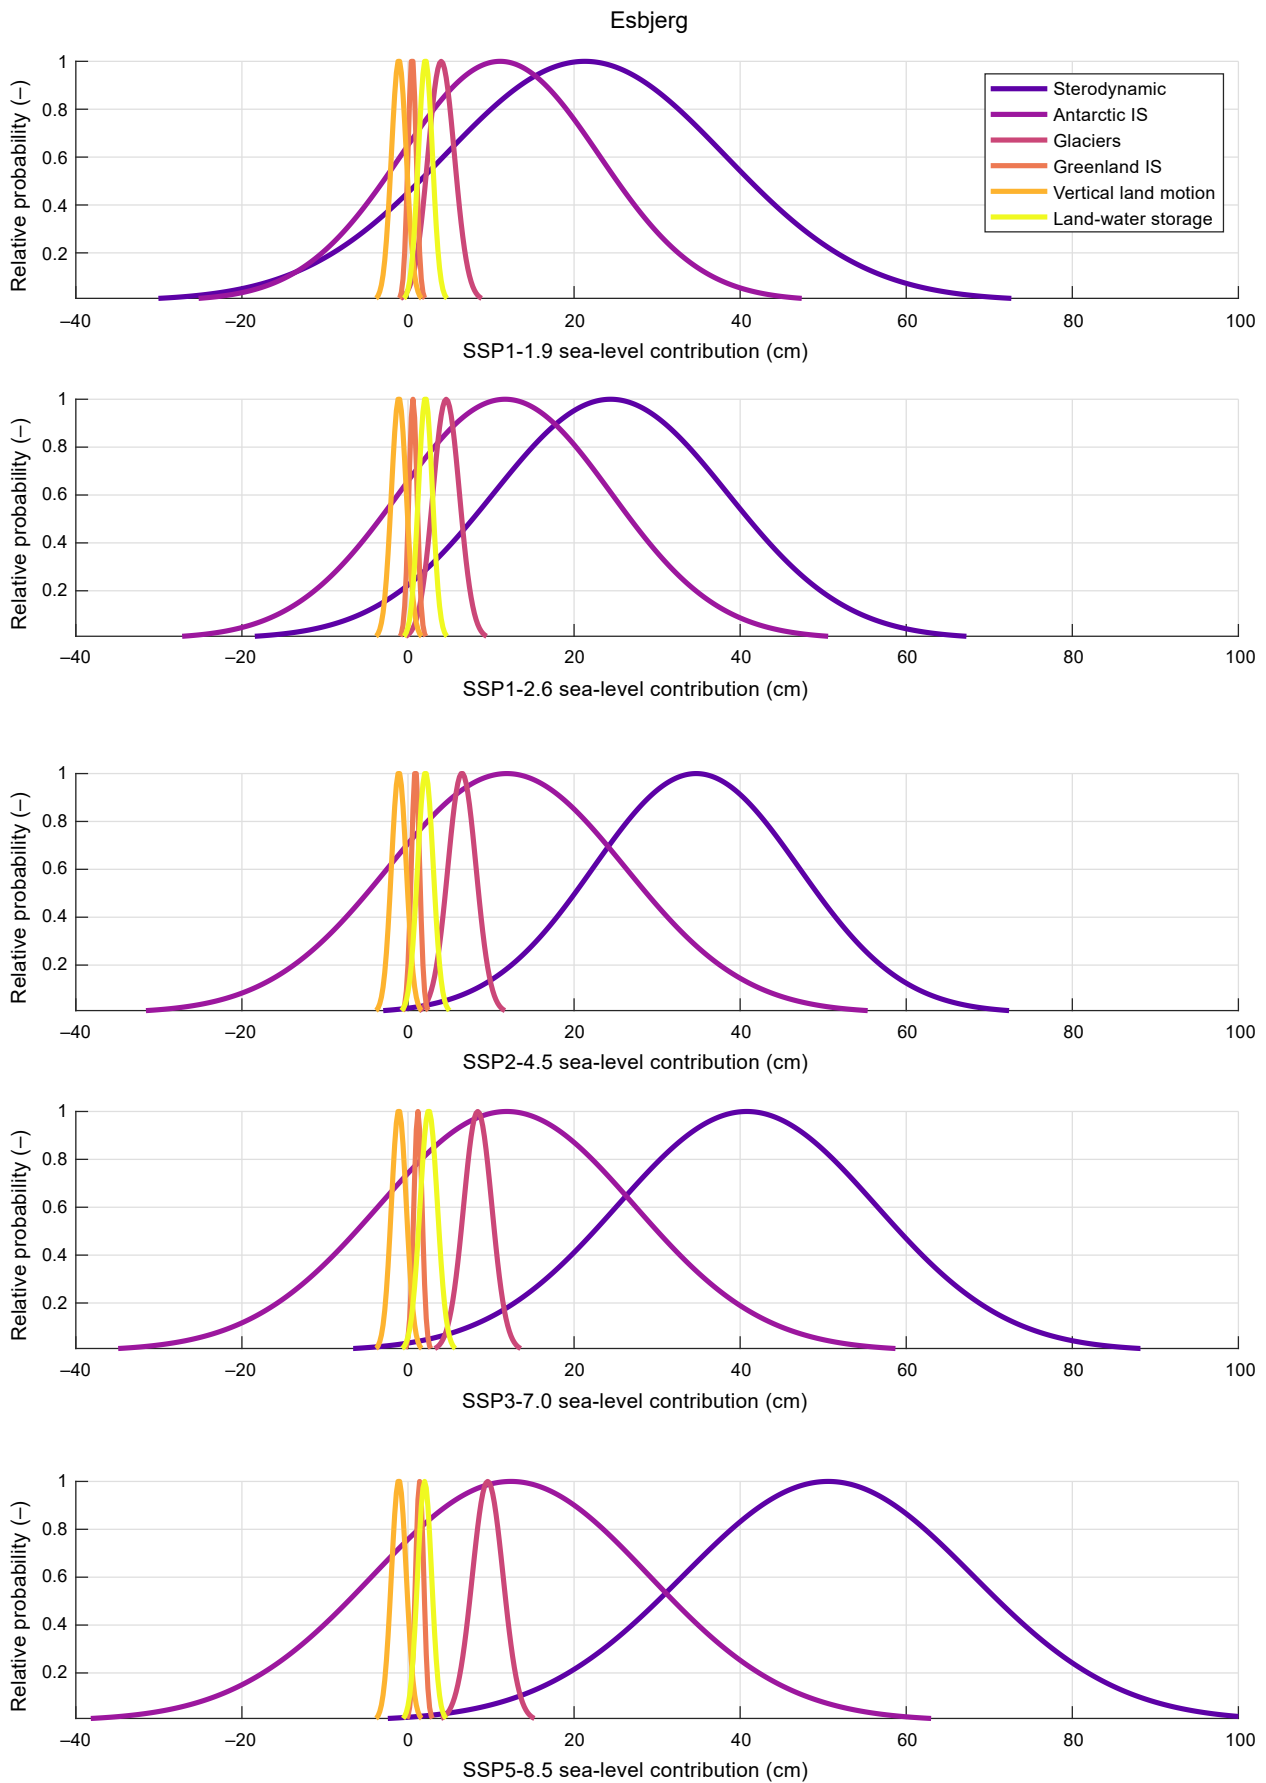 Esbjerg
Relative probability (–)
1
0.8
0.6
0.4
0.2
Sterodynamic
Antarctic IS
Glaciers
Greenland IS
Vertical land motion
Land-water storage
–40 –20 0 20 40 60 80 100
SSP1-1.9 sea-level contribution (cm)
Relative probability (–)
1
0.8
0.6
0.4
0.2
–40 –20 0 20 40 60 80 100
SSP1-2.6 sea-level contribution (cm)
Relative probability (–)
1
0.8
0.6
0.4
0.2
–40 –20 0 20 40 60 80 100
SSP2-4.5 sea-level contribution (cm)
Relative probability (–)
1
0.8
0.6
0.4
0.2
–40 –20 0 20 40 60 80 100
SSP3-7.0 sea-level contribution (cm)
Relative probability (–)
1
0.8
0.6
0.4
0.2
–40 –20 0 20 40 60 80 100
SSP5-8.5 sea-level contribution (cm)